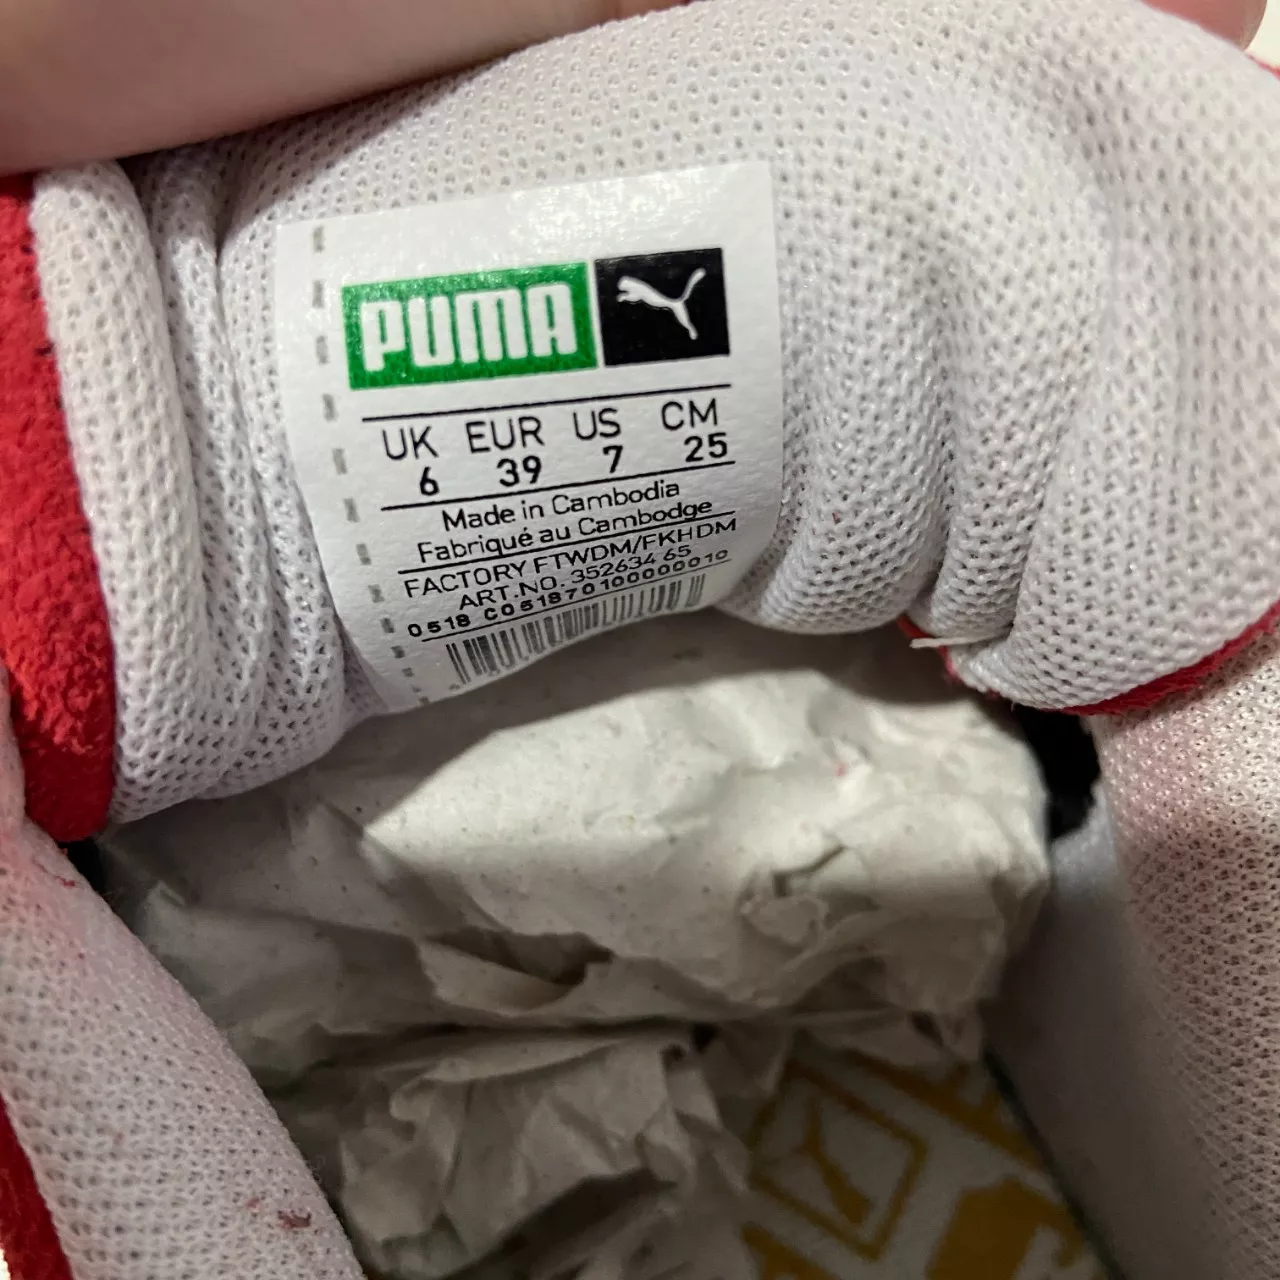 PUMA
UK EUR US CM
6 39 7 25
Made in Cambodia
Fabriqué au Cambodge
FACTORY FTWDM/FKHDM
ART.NO. 352634 65
0518 C051870100000010